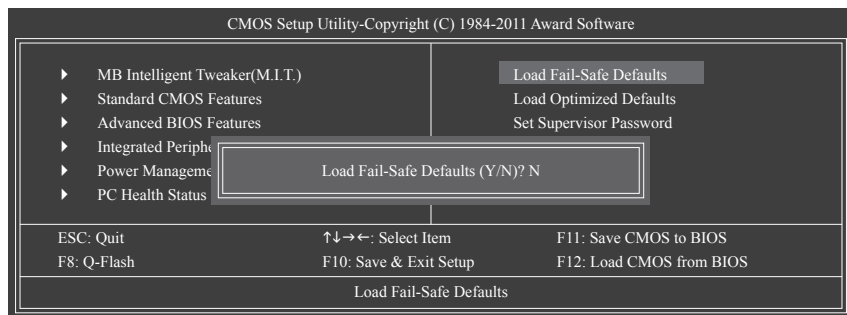 CMOS Setup Utility-Copyright (C) 1984-2011 Award Software
MB Intelligent Tweaker(M.I.T.)
Standard CMOS Features
Advanced BIOS Features
Integrated Periphe
Power Manageme
PC Health Status
Load Fail-Safe Defaults
Load Optimized Defaults
Set Supervisor Password
Load Fail-Safe Defaults (Y/N)? N
ESC: Quit ↑↓→←: Select Item F11: Save CMOS to BIOS
F8: Q-Flash F10: Save & Exit Setup F12: Load CMOS from BIOS
Load Fail-Safe Defaults